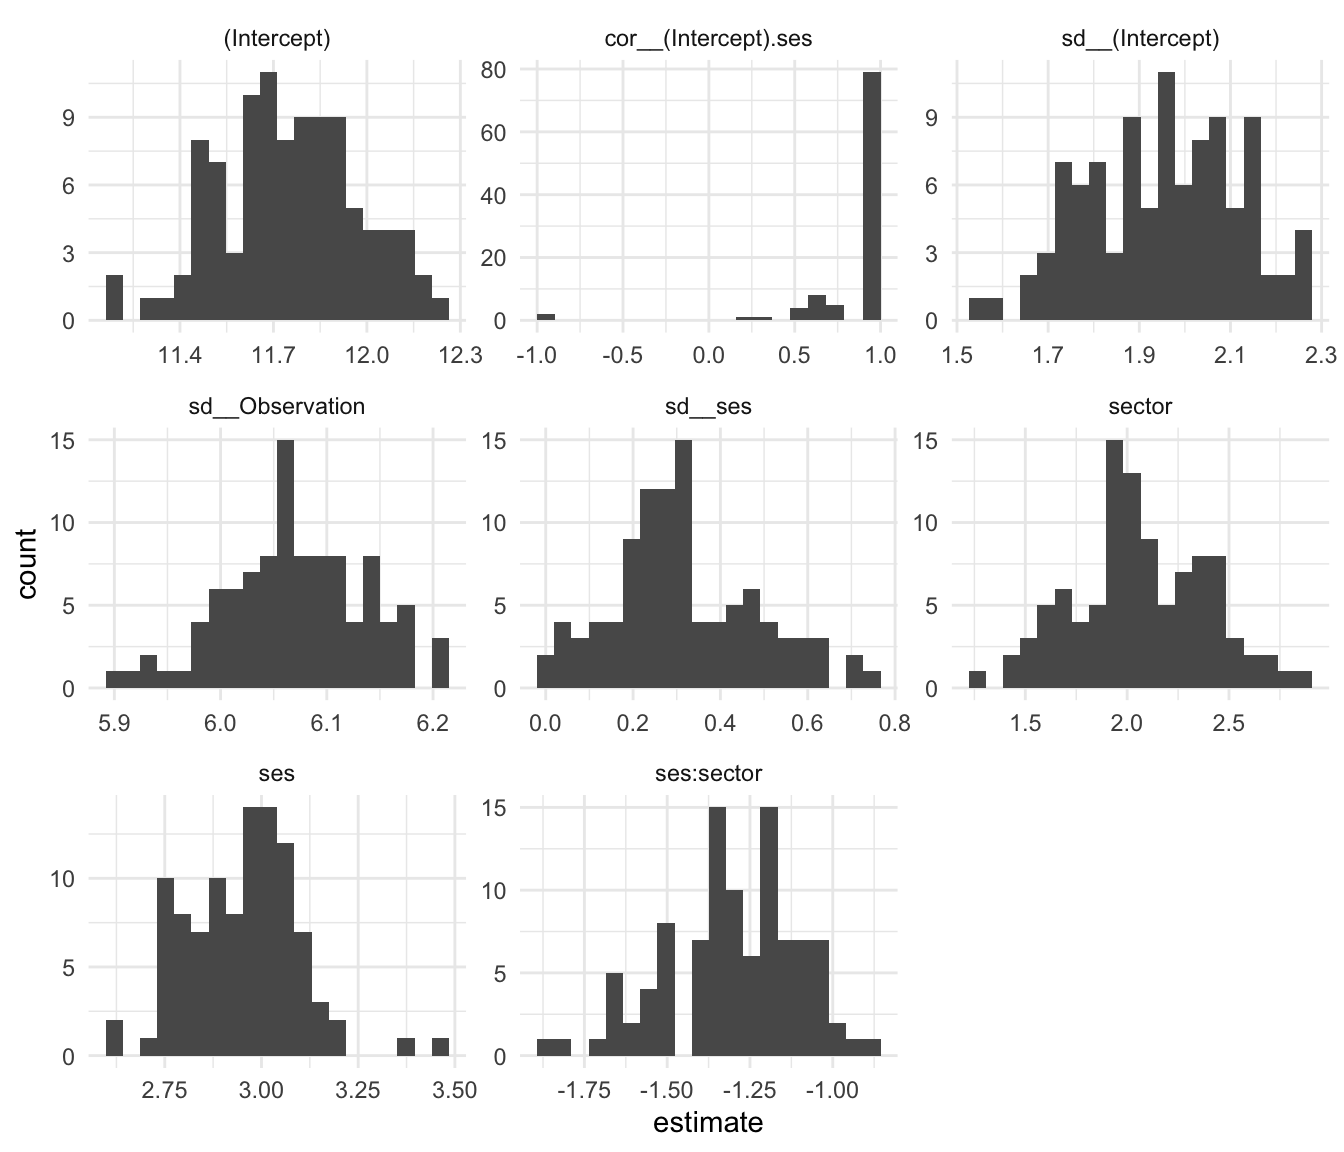 (Intercept) cor__(Intercept).ses sd__(Intercept)
80
9 60 9
6 40 6
3 20 3
0 0 0
11.4 11.7 12.0 12.3 -1.0 -0.5 0.0 0.5 1.0 1.5 1.7 1.9 2.1 2.3
sd__Observation sd__ses sector
15 15 15
10 10 10
5 5 5
0 0 0
5.9 6.0 6.1 6.2 0.0 0.2 0.4 0.6 0.8 1.5 2.0 2.5
count
ses ses:sector
15
10 10
5 5
0 0
2.75 3.00 3.25 3.50 -1.75 -1.50 -1.25 -1.00
estimate